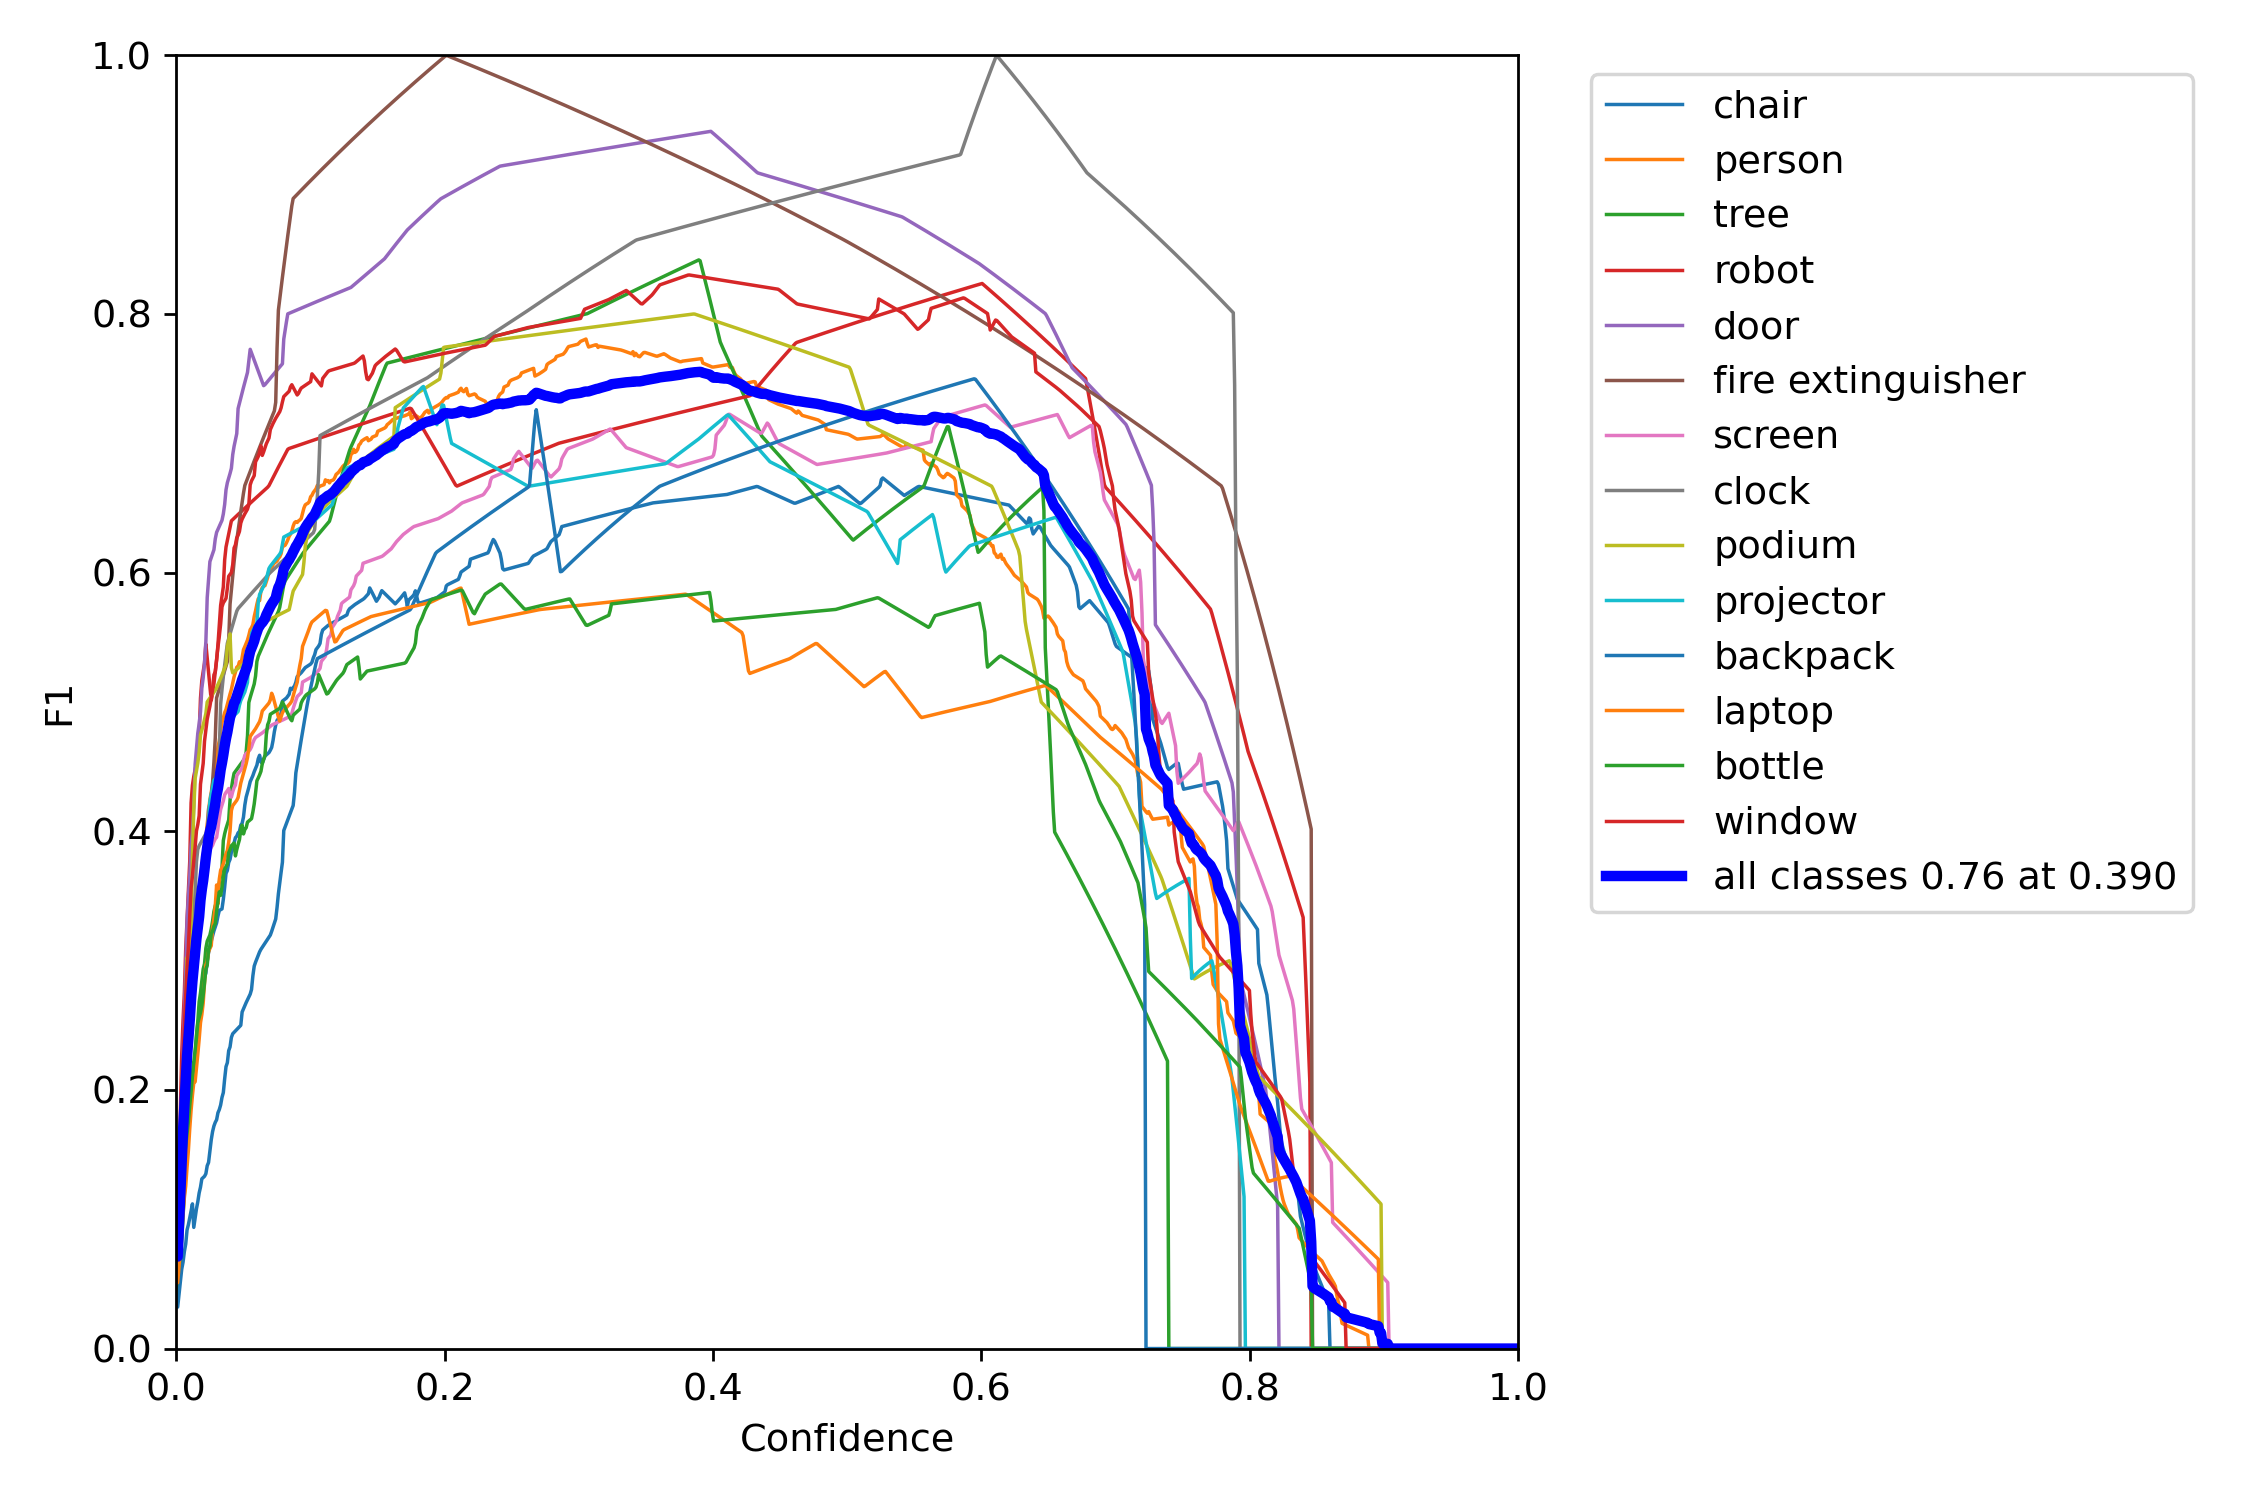 1.0
0.8
0.6
0.4
0.2
0.0
F1
0.0 0.2 0.4 0.6 0.8 1.0
Confidence
chair
person
tree
robot
door
fire extinguisher
screen
clock
podium
projector
backpack
laptop
bottle
window
all classes 0.76 at 0.390